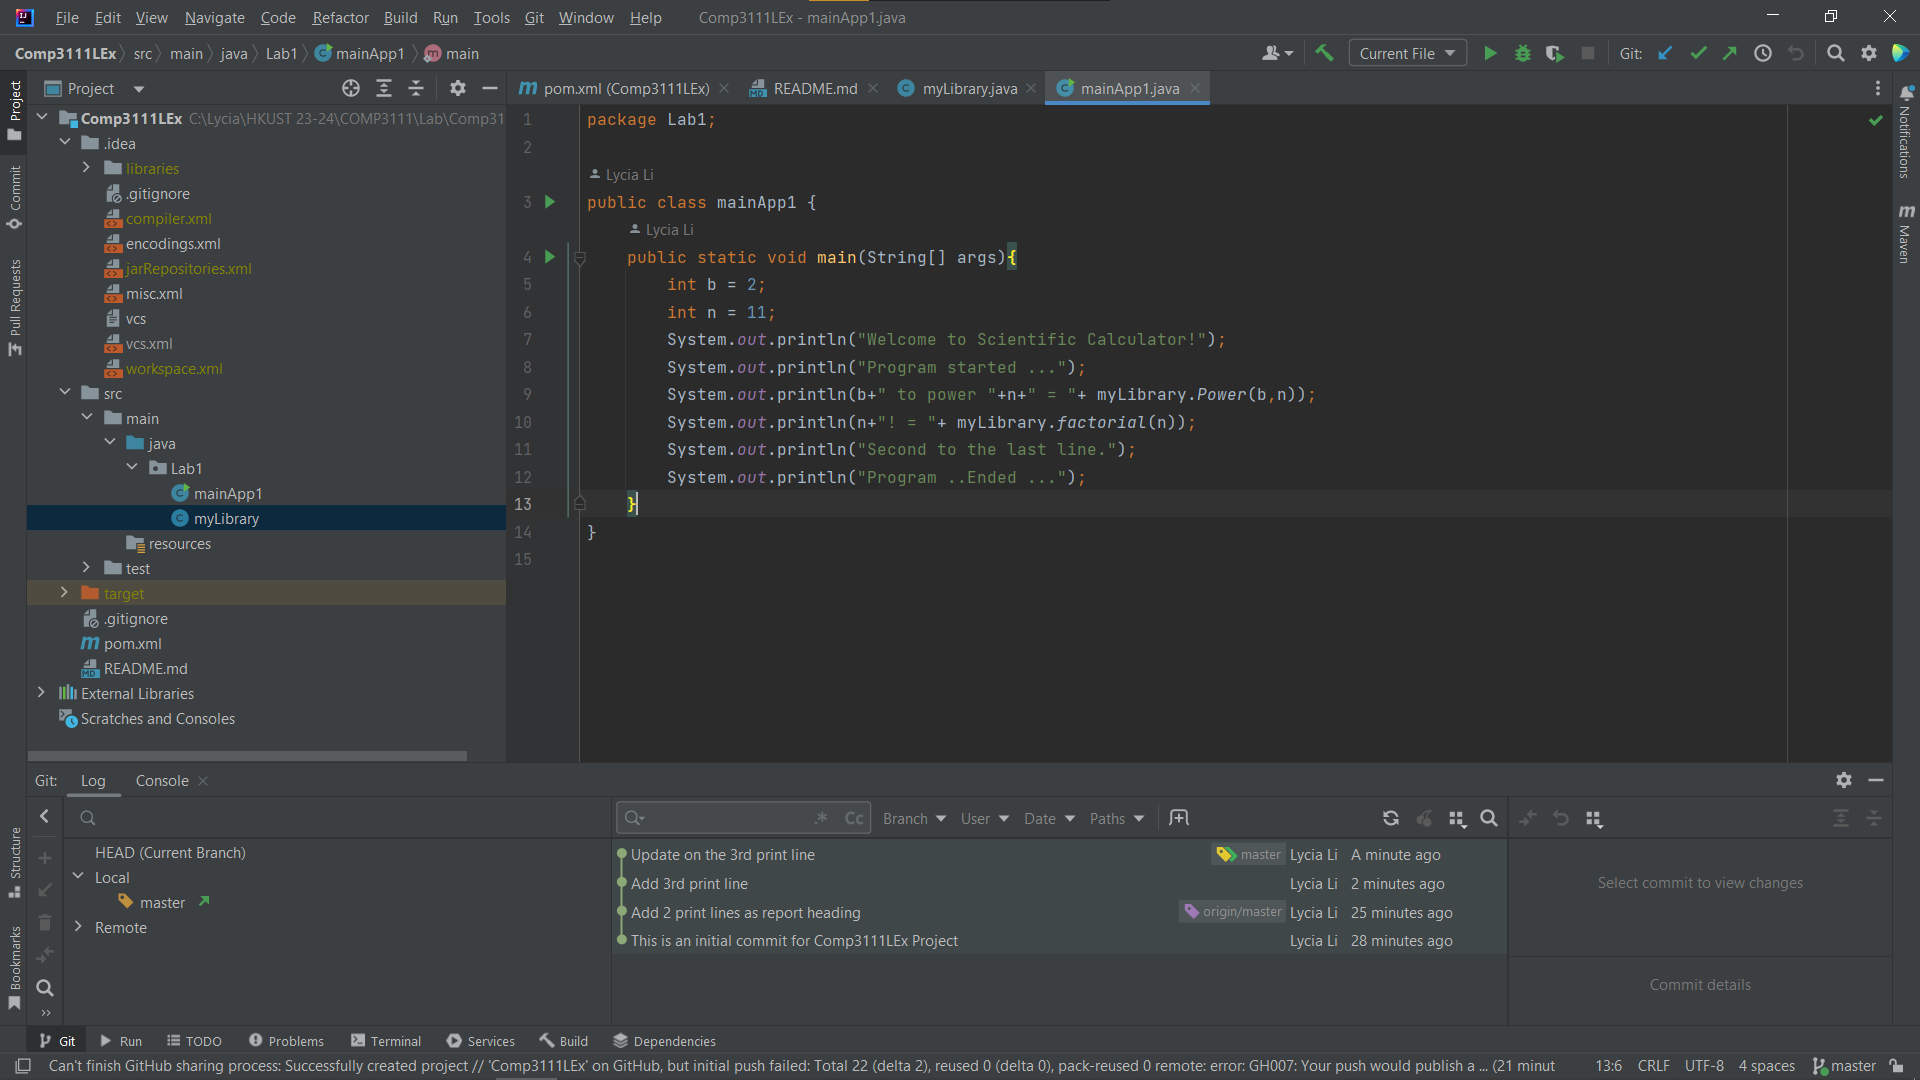 File Edit View Navigate Code Refactor Build Run Tools Git Window Help Comp3111LEx - mainApp1.java
Comp3111LEx src main java Lab1 mainApp1 main Current File Git:
Project
pom.xml (Comp3111LEx) README.md myLibrary.java mainApp1.java
Project
Commit
Pull Requests
Structure
Bookmarks
Notifications
Maven
Comp3111LEx C:\Lycia\HKUST 23-24\COMP3111\Lab\Comp31
.idea
libraries
.gitignore
compiler.xml
encodings.xml
jarRepositories.xml
misc.xml
vcs
vcs.xml
workspace.xml
src
main
java
Lab1
mainApp1
myLibrary
resources
test
target
.gitignore
pom.xml
README.md
External Libraries
Scratches and Consoles
1 package Lab1;
2
Lycia Li
3 public class mainApp1 {
Lycia Li
4 public static void main(String[] args){
5 int b = 2;
6 int n = 11;
7 System.out.println("Welcome to Scientific Calculator!");
8 System.out.println("Program started ...");
9 System.out.println(b+" to power "+n+" = "+ myLibrary.Power(b,n));
10 System.out.println(n+"! = "+ myLibrary.factorial(n));
11 System.out.println("Second to the last line.");
12 System.out.println("Program ..Ended ...");
13 }
14 }
15
Git: Log Console
.* Cc Branch User Date Paths
HEAD (Current Branch)
Local
master
Remote
Update on the 3rd print line master Lycia Li A minute ago
Add 3rd print line Lycia Li 2 minutes ago
Add 2 print lines as report heading origin/master Lycia Li 25 minutes ago
This is an initial commit for Comp3111LEx Project Lycia Li 28 minutes ago
Select commit to view changes
Commit details
Git Run TODO Problems Terminal Services Build Dependencies
Can't finish GitHub sharing process: Successfully created project // 'Comp3111LEx' on GitHub, but initial push failed: Total 22 (delta 2), reused 0 (delta 0), pack-reused 0 remote: error: GH007: Your push would publish a ... (21 minut 13:6 CRLF UTF-8 4 spaces master